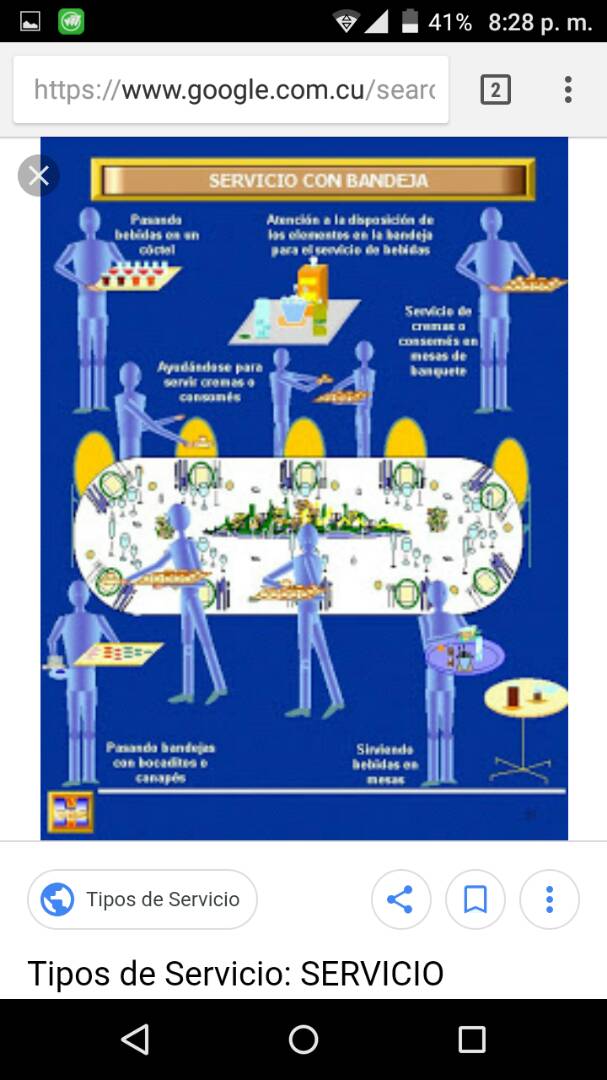 41% 8:28 p. m.
https://www.google.com.cu/searc
2
SERVICIO CON BANDEJA
Pasando
bebidas en un
cóctel
Atención a la disposición de
los elementos en la bandeja
para el servicio de bebidas
Servicio de
cremas o
consomés en
mesas de
banquete
Ayudándose para
servir cremas o
consomés
Pasando bandejas
con bocaditos o
canapés
Sirviendo
bebidas en
mesas
Tipos de Servicio
Tipos de Servicio: SERVICIO